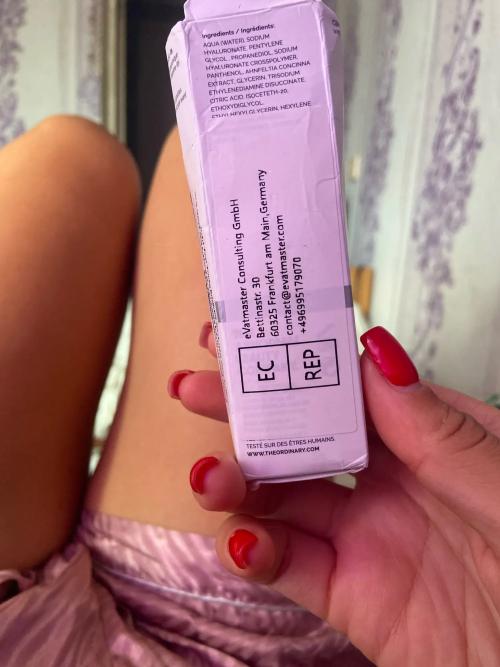 Ingredients / Ingrédients:
AQUA (WATER), SODIUM
HYALURONATE, PENTYLENE
GLYCOL, PROPANEDIOL, SODIUM
HYALURONATE CROSSPOLYMER,
PANTHENOL, AHNFELTIA CONCINNA
EXTRACT, GLYCERIN, TRISODIUM
ETHYLENEDIAMINE DISUCCINATE,
CITRIC ACID, ISOCETETH-20,
ETHOXYDIGLYCOL,
ETHYLHEXYLGLYCERIN, HEXYLENE
eVatmaster Consulting GmbH
Bettinastr. 30
60325 Frankfurt am Main,Germany
contact@evatmaster.com
+496995179070
EC REP
TESTÉ SUR DES ÊTRES HUMAINS.
WWW.THEORDINARY.COM